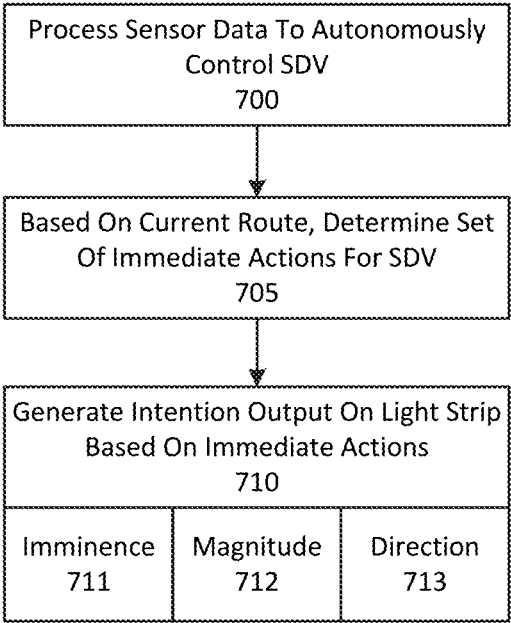 Process Sensor Data To Autonomously
Control SDV
700
Based On Current Route, Determine Set
Of Immediate Actions For SDV
705
Generate Intention Output On Light Strip
Based On Immediate Actions
710
Imminence
711
Magnitude
712
Direction
713